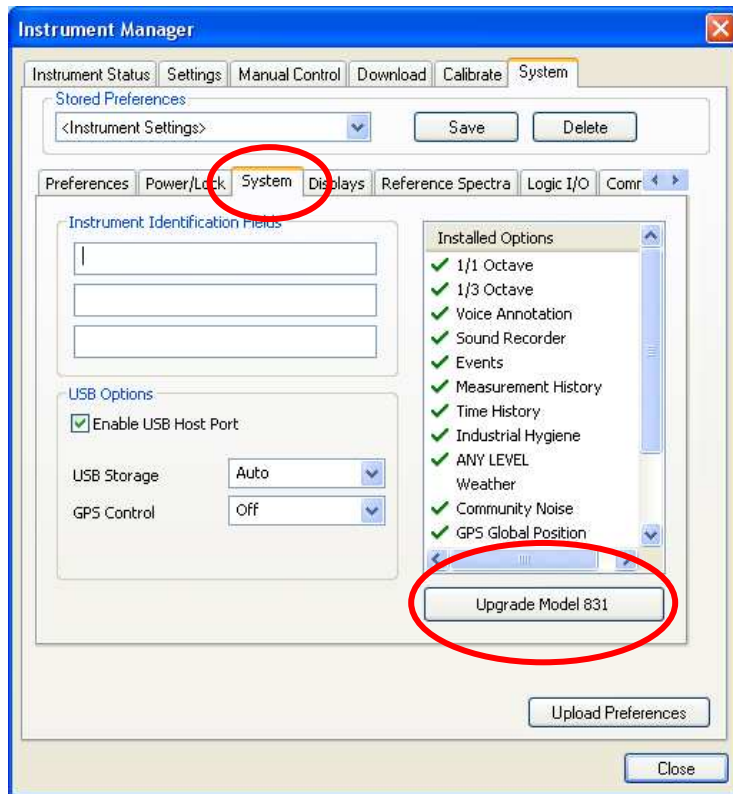 Instrument Manager
Instrument Status Settings Manual Control Download Calibrate System
Stored Preferences
<Instrument Settings> Save Delete
Preferences Power/Lock System Displays Reference Spectra Logic I/O Comr
Instrument Identification Fields
Installed Options
1/1 Octave
1/3 Octave
Voice Annotation
Sound Recorder
Events
Measurement History
Time History
Industrial Hygiene
ANY LEVEL
Weather
Community Noise
GPS Global Position
USB Options
Enable USB Host Port
USB Storage Auto
GPS Control Off
Upgrade Model 831
Upload Preferences
Close